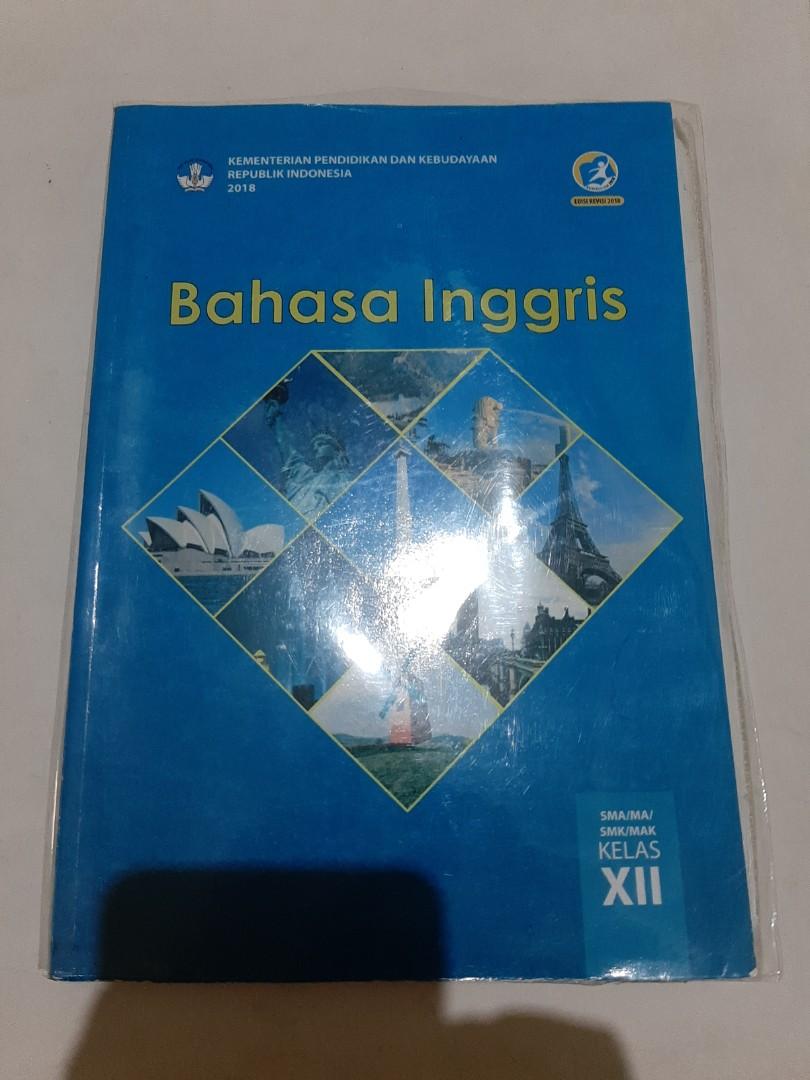 KEMENTERIAN PENDIDIKAN DAN KEBUDAYAAN
REPUBLIK INDONESIA
2018
EDISI REVISI 2018
Bahasa Inggris
SMA/MA/
SMK/MAK
KELAS
XII